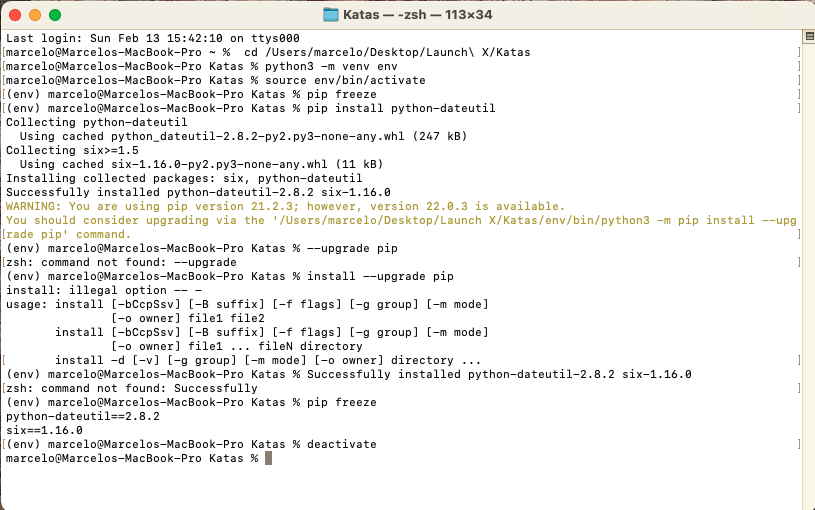 Katas — -zsh — 113×34
Last login: Sun Feb 13 15:42:10 on ttys000
[marcelo@Marcelos-MacBook-Pro ~ %  cd /Users/marcelo/Desktop/Launch\ X/Katas ]
[marcelo@Marcelos-MacBook-Pro Katas % python3 -m venv env ]
[marcelo@Marcelos-MacBook-Pro Katas % source env/bin/activate ]
[(env) marcelo@Marcelos-MacBook-Pro Katas % pip freeze ]
[(env) marcelo@Marcelos-MacBook-Pro Katas % pip install python-dateutil ]
Collecting python-dateutil
  Using cached python_dateutil-2.8.2-py2.py3-none-any.whl (247 kB)
Collecting six>=1.5
  Using cached six-1.16.0-py2.py3-none-any.whl (11 kB)
Installing collected packages: six, python-dateutil
Successfully installed python-dateutil-2.8.2 six-1.16.0
WARNING: You are using pip version 21.2.3; however, version 22.0.3 is available.
You should consider upgrading via the '/Users/marcelo/Desktop/Launch X/Katas/env/bin/python3 -m pip install --upg
[rade pip' command. ]
(env) marcelo@Marcelos-MacBook-Pro Katas % --upgrade pip
[zsh: command not found: --upgrade ]
(env) marcelo@Marcelos-MacBook-Pro Katas % install --upgrade pip
install: illegal option -- -
usage: install [-bCcpSsv] [-B suffix] [-f flags] [-g group] [-m mode]
               [-o owner] file1 file2
       install [-bCcpSsv] [-B suffix] [-f flags] [-g group] [-m mode]
               [-o owner] file1 ... fileN directory
[       install -d [-v] [-g group] [-m mode] [-o owner] directory ... ]
(env) marcelo@Marcelos-MacBook-Pro Katas % Successfully installed python-dateutil-2.8.2 six-1.16.0
[zsh: command not found: Successfully ]
(env) marcelo@Marcelos-MacBook-Pro Katas % pip freeze
python-dateutil==2.8.2
six==1.16.0
[(env) marcelo@Marcelos-MacBook-Pro Katas % deactivate ]
marcelo@Marcelos-MacBook-Pro Katas %